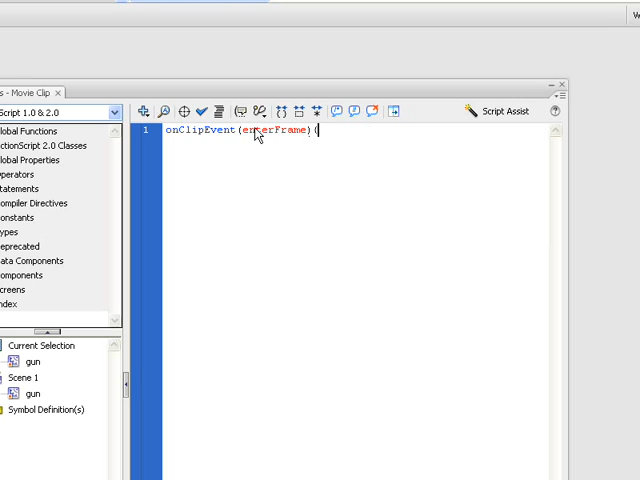 W
s - Movie Clip ×
Script 1.0 & 2.0
Script Assist
lobal Functions
ctionScript 2.0 Classes
lobal Properties
perators
tatements
ompiler Directives
onstants
ypes
eprecated
ata Components
omponents
creens
ndex
1 onClipEvent(enterFrame){
Current Selection
gun
Scene 1
gun
Symbol Definition(s)